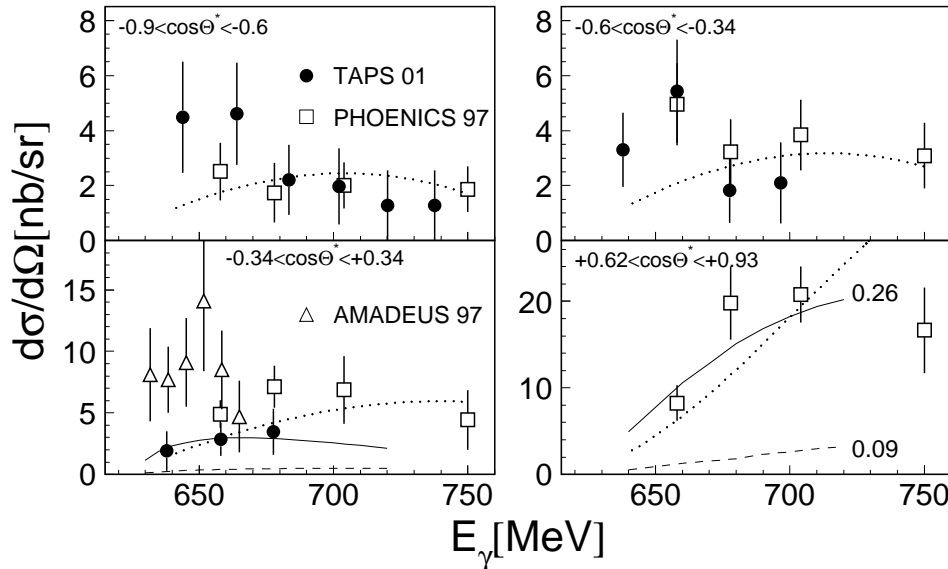 dσ/dΩ[nb/sr]
-0.9<cosΘ*<-0.6
TAPS 01
PHOENICS 97
8
6
4
2
0
-0.6<cosΘ*<-0.34
8
6
4
2
0
-0.34<cosΘ*<+0.34
AMADEUS 97
15
10
5
0
650 700 750
+0.62<cosΘ*<+0.93
0.26
0.09
20
10
0
650 700 750
Eγ[MeV]